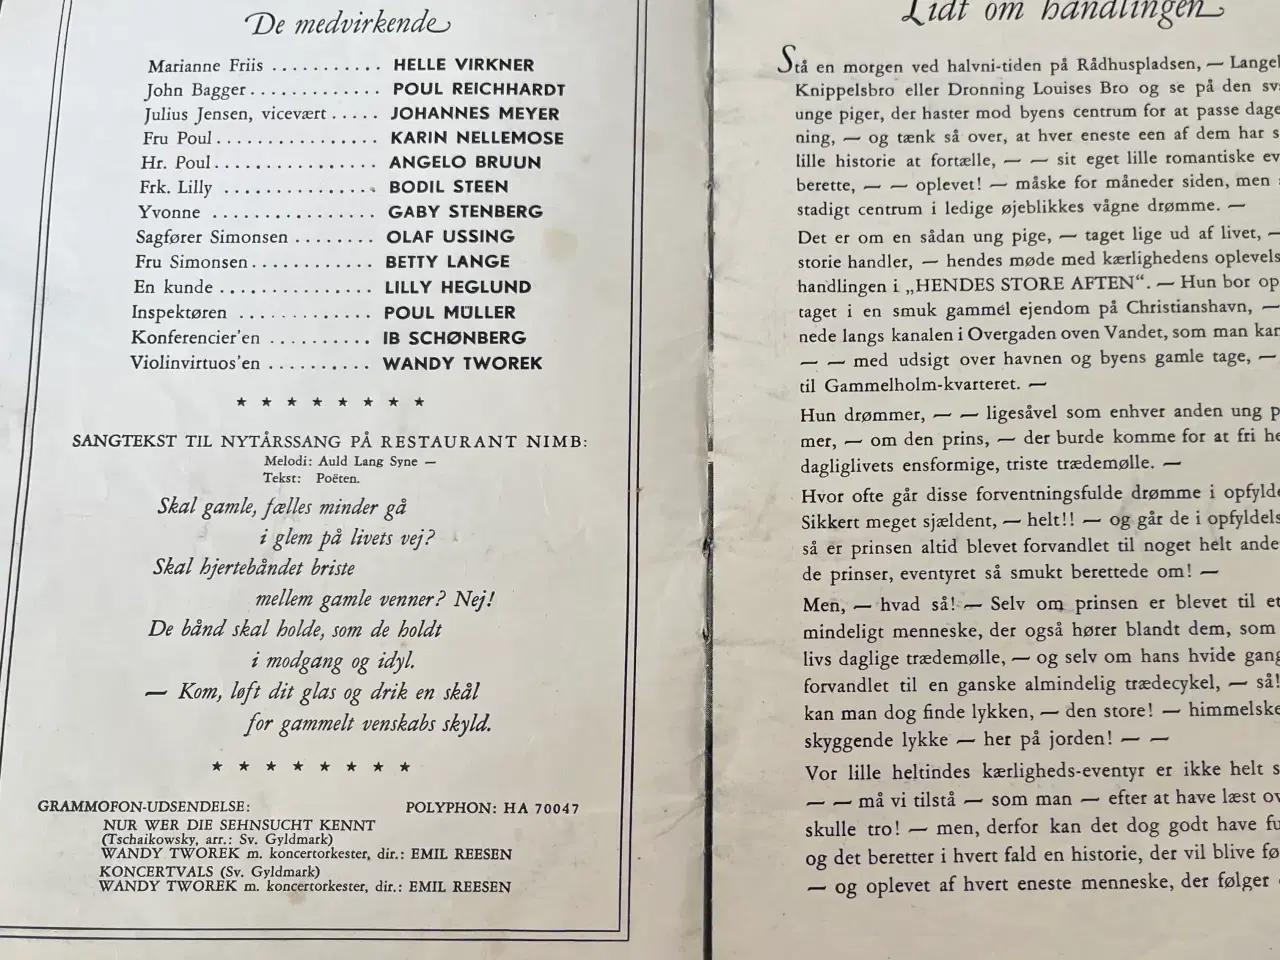 De medvirkende
Marianne Friis ........... HELLE VIRKNER
John Bagger............. POUL REICHHARDT
Julius Jensen, vicevært ..... JOHANNES MEYER
Fru Poul................ KARIN NELLEMOSE
Hr. Poul................ ANGELO BRUUN
Frk. Lilly ................ BODIL STEEN
Yvonne ................ GABY STENBERG
Sagfører Simonsen ........ OLAF USSING
Fru Simonsen............ BETTY LANGE
En kunde ............... LILLY HEGLUND
Inspektøren ............. POUL MÜLLER
Konferencier'en .......... IB SCHØNBERG
Violinvirtuos'en .......... WANDY TWOREK
★ ★ ★ ★ ★ ★ ★ ★
SANGTEKST TIL NYTÅRSSANG PÅ RESTAURANT NIMB:
Melodi: Auld Lang Syne —
Tekst: Poëten.
Skal gamle, fælles minder gå
i glem på livets vej?
Skal hjertebåndet briste
mellem gamle venner? Nej!
De bånd skal holde, som de holdt
i modgang og idyl.
— Kom, løft dit glas og drik en skål
for gammelt venskabs skyld.
★ ★ ★ ★ ★ ★ ★ ★
GRAMMOFON-UDSENDELSE: POLYPHON: HA 70047
NUR WER DIE SEHNSUCHT KENNT
(Tschaikowsky, arr.: Sv. Gyldmark)
WANDY TWOREK m. koncertorkester, dir.: EMIL REESEN
KONCERTVALS (Sv. Gyldmark)
WANDY TWOREK m. koncertorkester, dir.: EMIL REESEN
Lidt om handlingen
Stå en morgen ved halvni-tiden på Rådhuspladsen, — Langel
Knippelsbro eller Dronning Louises Bro og se på den sv
unge piger, der haster mod byens centrum for at passe dage
ning, — og tænk så over, at hver eneste een af dem har s
lille historie at fortælle, — — sit eget lille romantiske ev
berette, — — oplevet! — måske for måneder siden, men
stadigt centrum i ledige øjeblikkes vågne drømme. —
Det er om en sådan ung pige, — taget lige ud af livet, —
storie handler, — hendes møde med kærlighedens oplevels
handlingen i „HENDES STORE AFTEN“. — Hun bor op
taget i en smuk gammel ejendom på Christianshavn, —
nede langs kanalen i Overgaden oven Vandet, som man kan
— — med udsigt over havnen og byens gamle tage, —
til Gammelholm-kvarteret. —
Hun drømmer, — — ligesåvel som enhver anden ung p
mer, — om den prins, — der burde komme for at fri he
dagliglivets ensformige, triste trædemølle. —
Hvor ofte går disse forventningsfulde drømme i opfylde
Sikkert meget sjældent, — helt!! — og går de i opfyldels
så er prinsen altid blevet forvandlet til noget helt ande
de prinser, eventyret så smukt berettede om! —
Men, — hvad så! — Selv om prinsen er blevet til et
mindeligt menneske, der også hører blandt dem, som
livs daglige trædemølle, — og selv om hans hvide gang
forvandlet til en ganske almindelig trædecykel, — så!
kan man dog finde lykken, — den store! — himmelske
skyggende lykke — her på jorden! — —
Vor lille heltindes kærligheds-eventyr er ikke helt s
— — må vi tilstå — som man — efter at have læst ov
skulle tro! — men, derfor kan det dog godt have fu
og det beretter i hvert fald en historie, der vil blive fø
— og oplevet af hvert eneste menneske, der følger